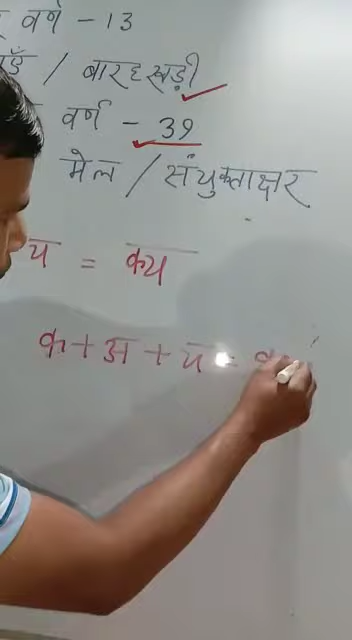 वर्ण - 13
/ बारहखड़ी
वर्ण - 39
मेल / संयुक्ताक्षर
य = क्य
क + अ + य =